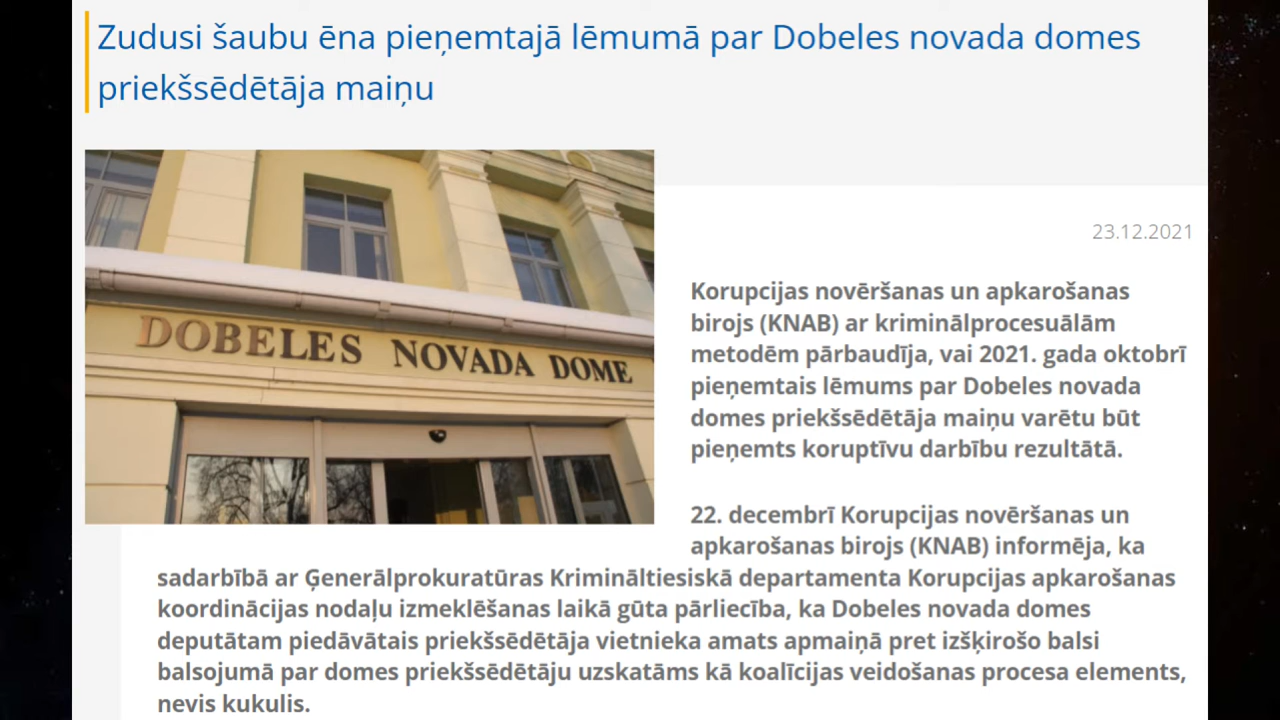 Zudusi šaubu ēna pieņemtajā lēmumā par Dobeles novada domes
priekšsēdētāja maiņu
DOBELES NOVADA DOME
23.12.2021
Korupcijas novēršanas un apkarošanas
birojs (KNAB) ar kriminālprocesuālām
metodēm pārbaudīja, vai 2021. gada oktobrī
pieņemtais lēmums par Dobeles novada
domes priekšsēdētāja maiņu varētu būt
pieņemts koruptīvu darbību rezultātā.
22. decembrī Korupcijas novēršanas un
apkarošanas birojs (KNAB) informēja, ka
sadarbībā ar Ģenerālprokuratūras Krimināltiesiskā departamenta Korupcijas apkarošanas
koordinācijas nodaļu izmeklēšanas laikā gūta pārliecība, ka Dobeles novada domes
deputātam piedāvātais priekšsēdētāja vietnieka amats apmaiņā pret izšķirošo balsi
balsojumā par domes priekšsēdētāju uzskatāms kā koalīcijas veidošanas procesa elements,
nevis kukulis.